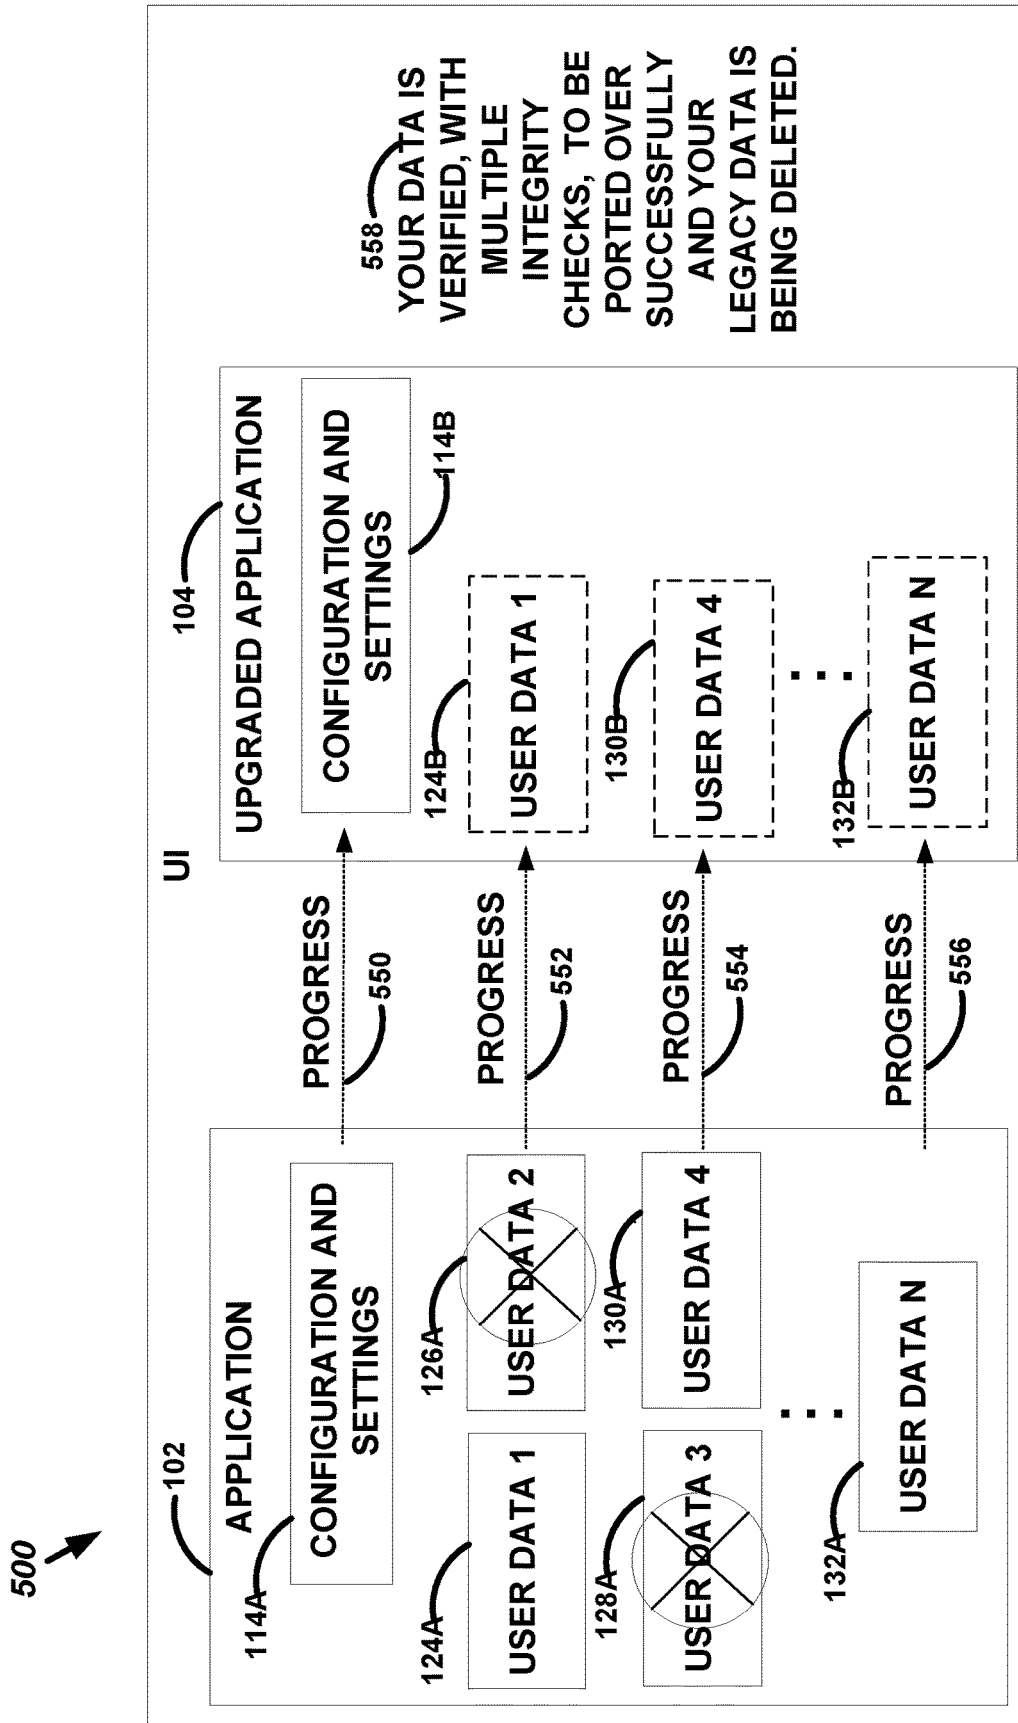 500
UI
102
APPLICATION
114A
CONFIGURATION AND
SETTINGS
124A
USER DATA 1
126A
USER DATA 2
128A
USER DATA 3
130A
USER DATA 4
132A
USER DATA N
PROGRESS
550
PROGRESS
552
PROGRESS
554
PROGRESS
556
104
UPGRADED APPLICATION
CONFIGURATION AND
SETTINGS
114B
124B
USER DATA 1
130B
USER DATA 4
132B
USER DATA N
558
YOUR DATA IS
VERIFIED, WITH
MULTIPLE
INTEGRITY
CHECKS, TO BE
PORTED OVER
SUCCESSFULLY
AND YOUR
LEGACY DATA IS
BEING DELETED.